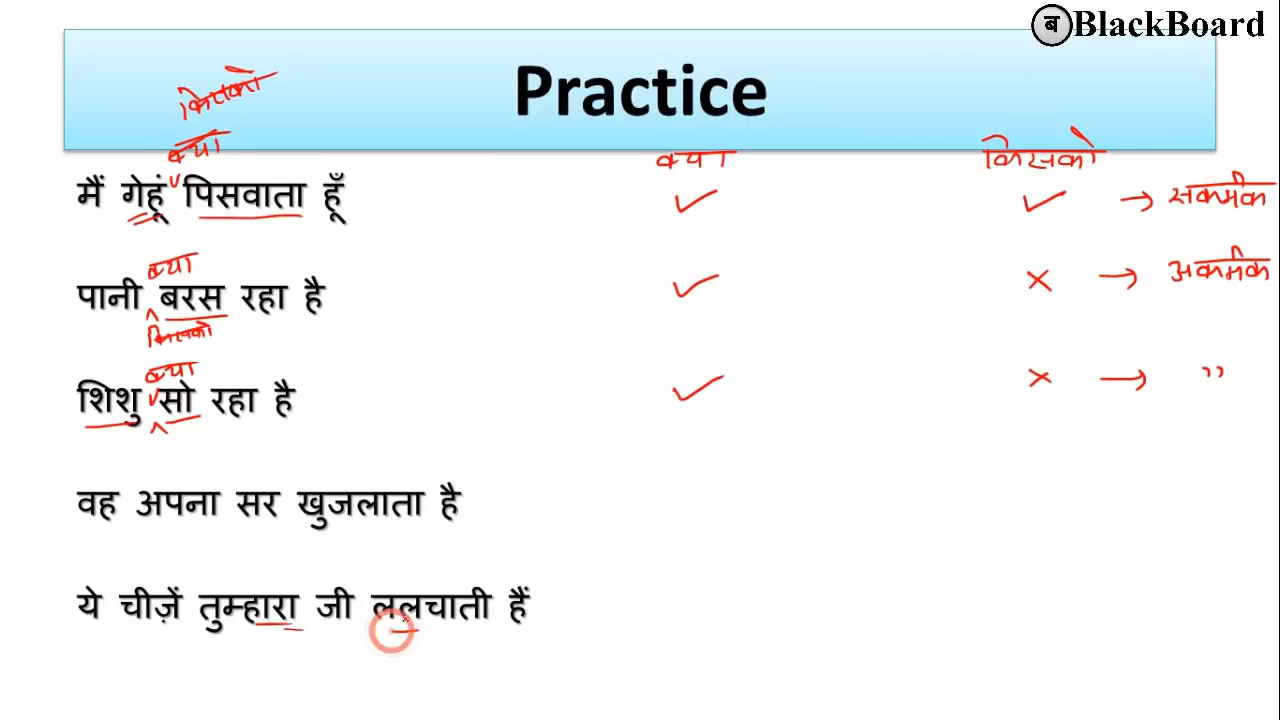 ब BlackBoard
Practice
किसको
क्या
क्या किसको
मैं गेहूं पिसवाता हूँ ✓ ✓ → सकर्मक
क्या
पानी बरस रहा है ✓ × → अकर्मक
किसको
क्या
शिशु सो रहा है ✓ × → ,,
वह अपना सर खुजलाता है
ये चीज़ें तुम्हारा जी ललचाती हैं